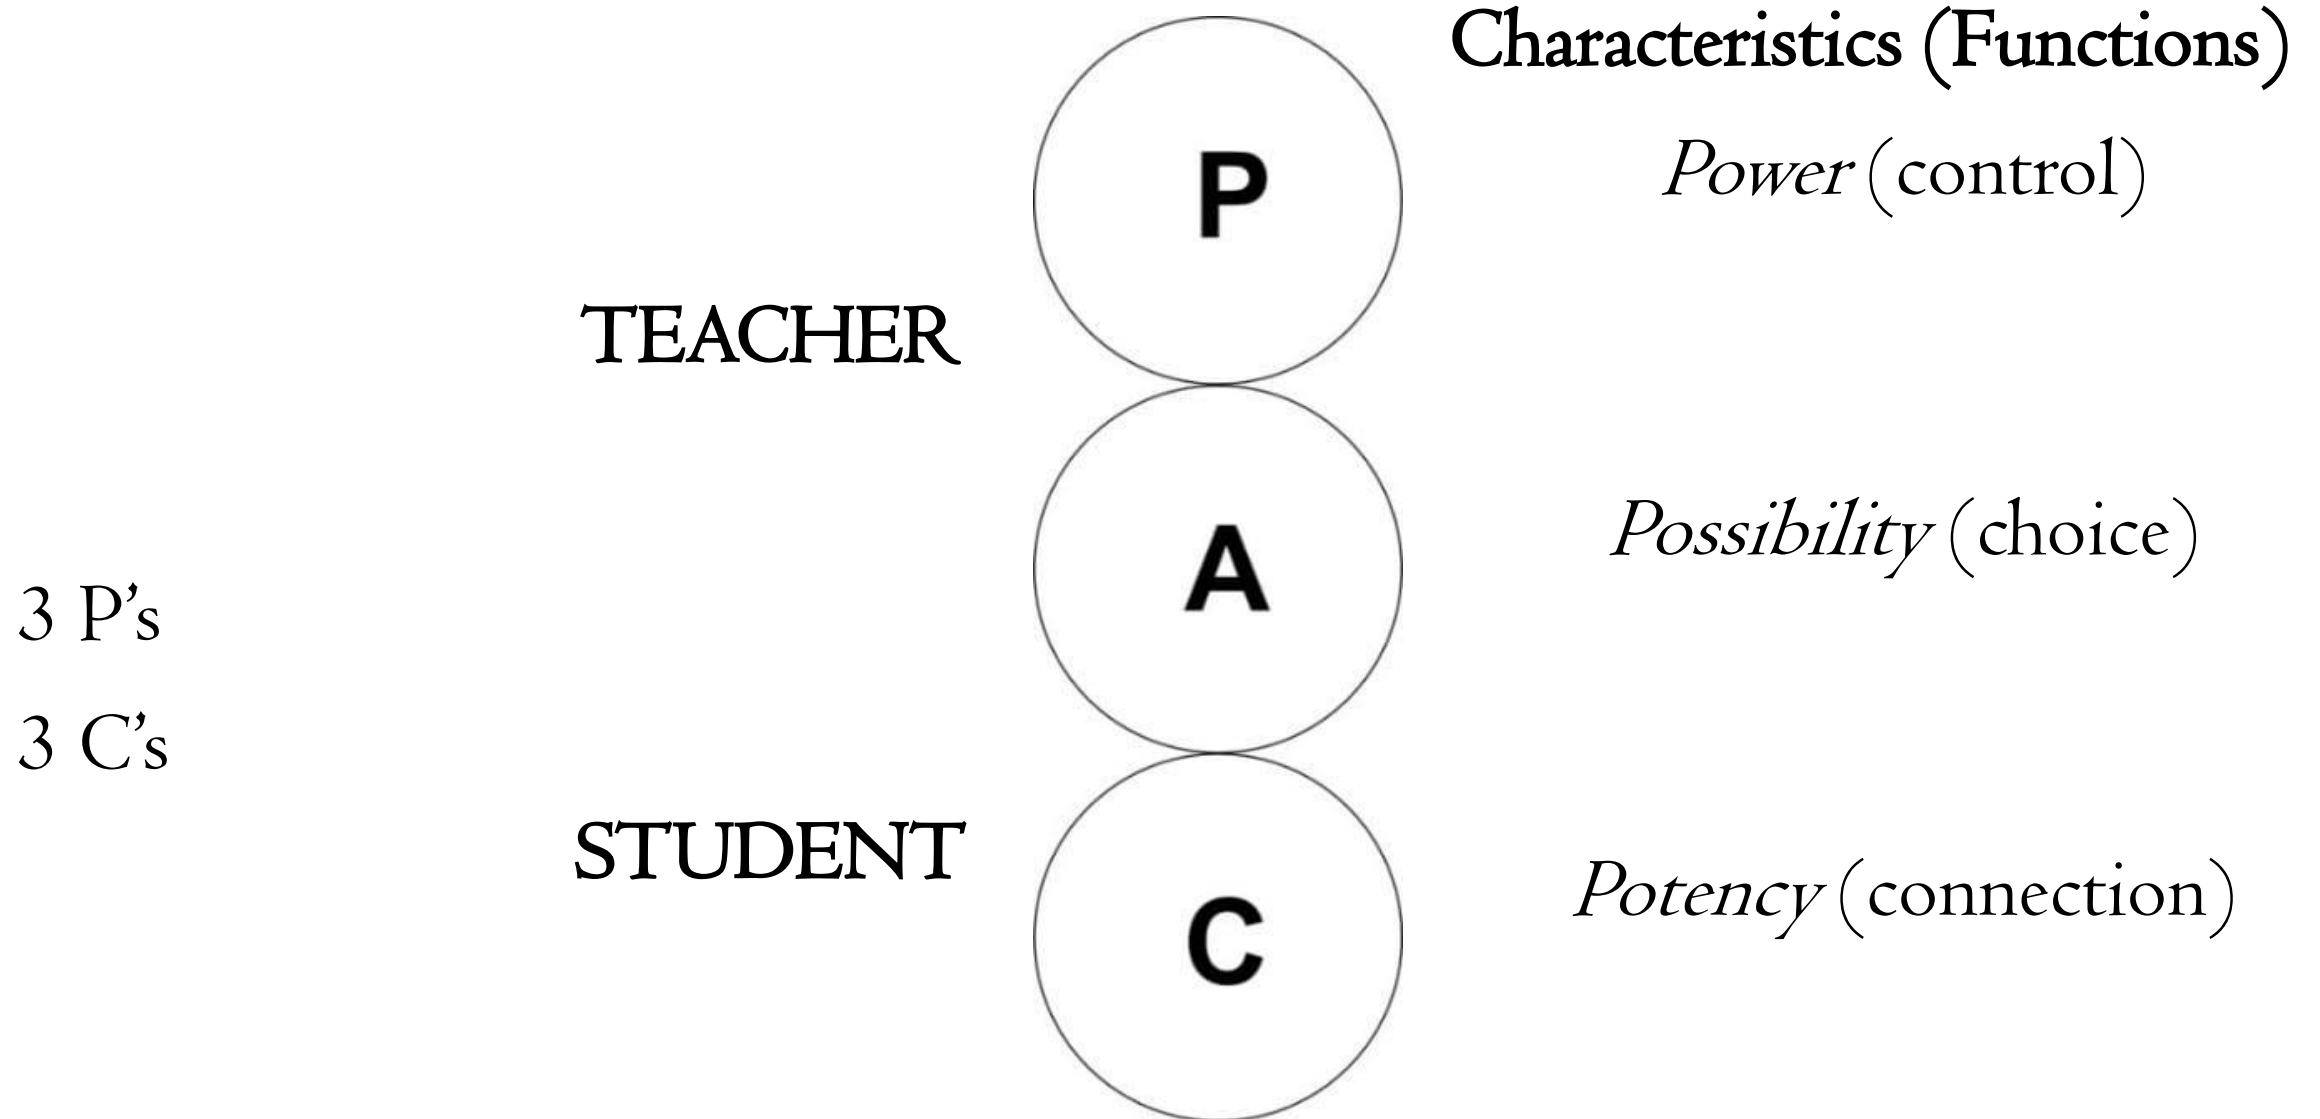 Characteristics (Functions)
P
Power (control)
TEACHER
A
Possibility (choice)
3 P's
3 C's
STUDENT
C
Potency (connection)